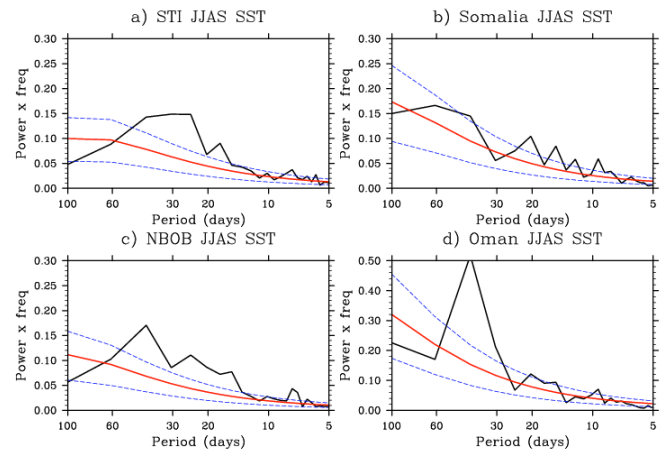 a) STI JJAS SST
0.30
0.25
0.20
0.15
0.10
0.05
0.00
Power x freq
100 60 30 20 10 5
Period (days)
b) Somalia JJAS SST
0.30
0.25
0.20
0.15
0.10
0.05
0.00
Power x freq
100 60 30 20 10 5
Period (days)
c) NBOB JJAS SST
0.30
0.25
0.20
0.15
0.10
0.05
0.00
Power x freq
100 60 30 20 10 5
Period (days)
d) Oman JJAS SST
0.50
0.40
0.30
0.20
0.10
0.00
Power x freq
100 60 30 20 10 5
Period (days)